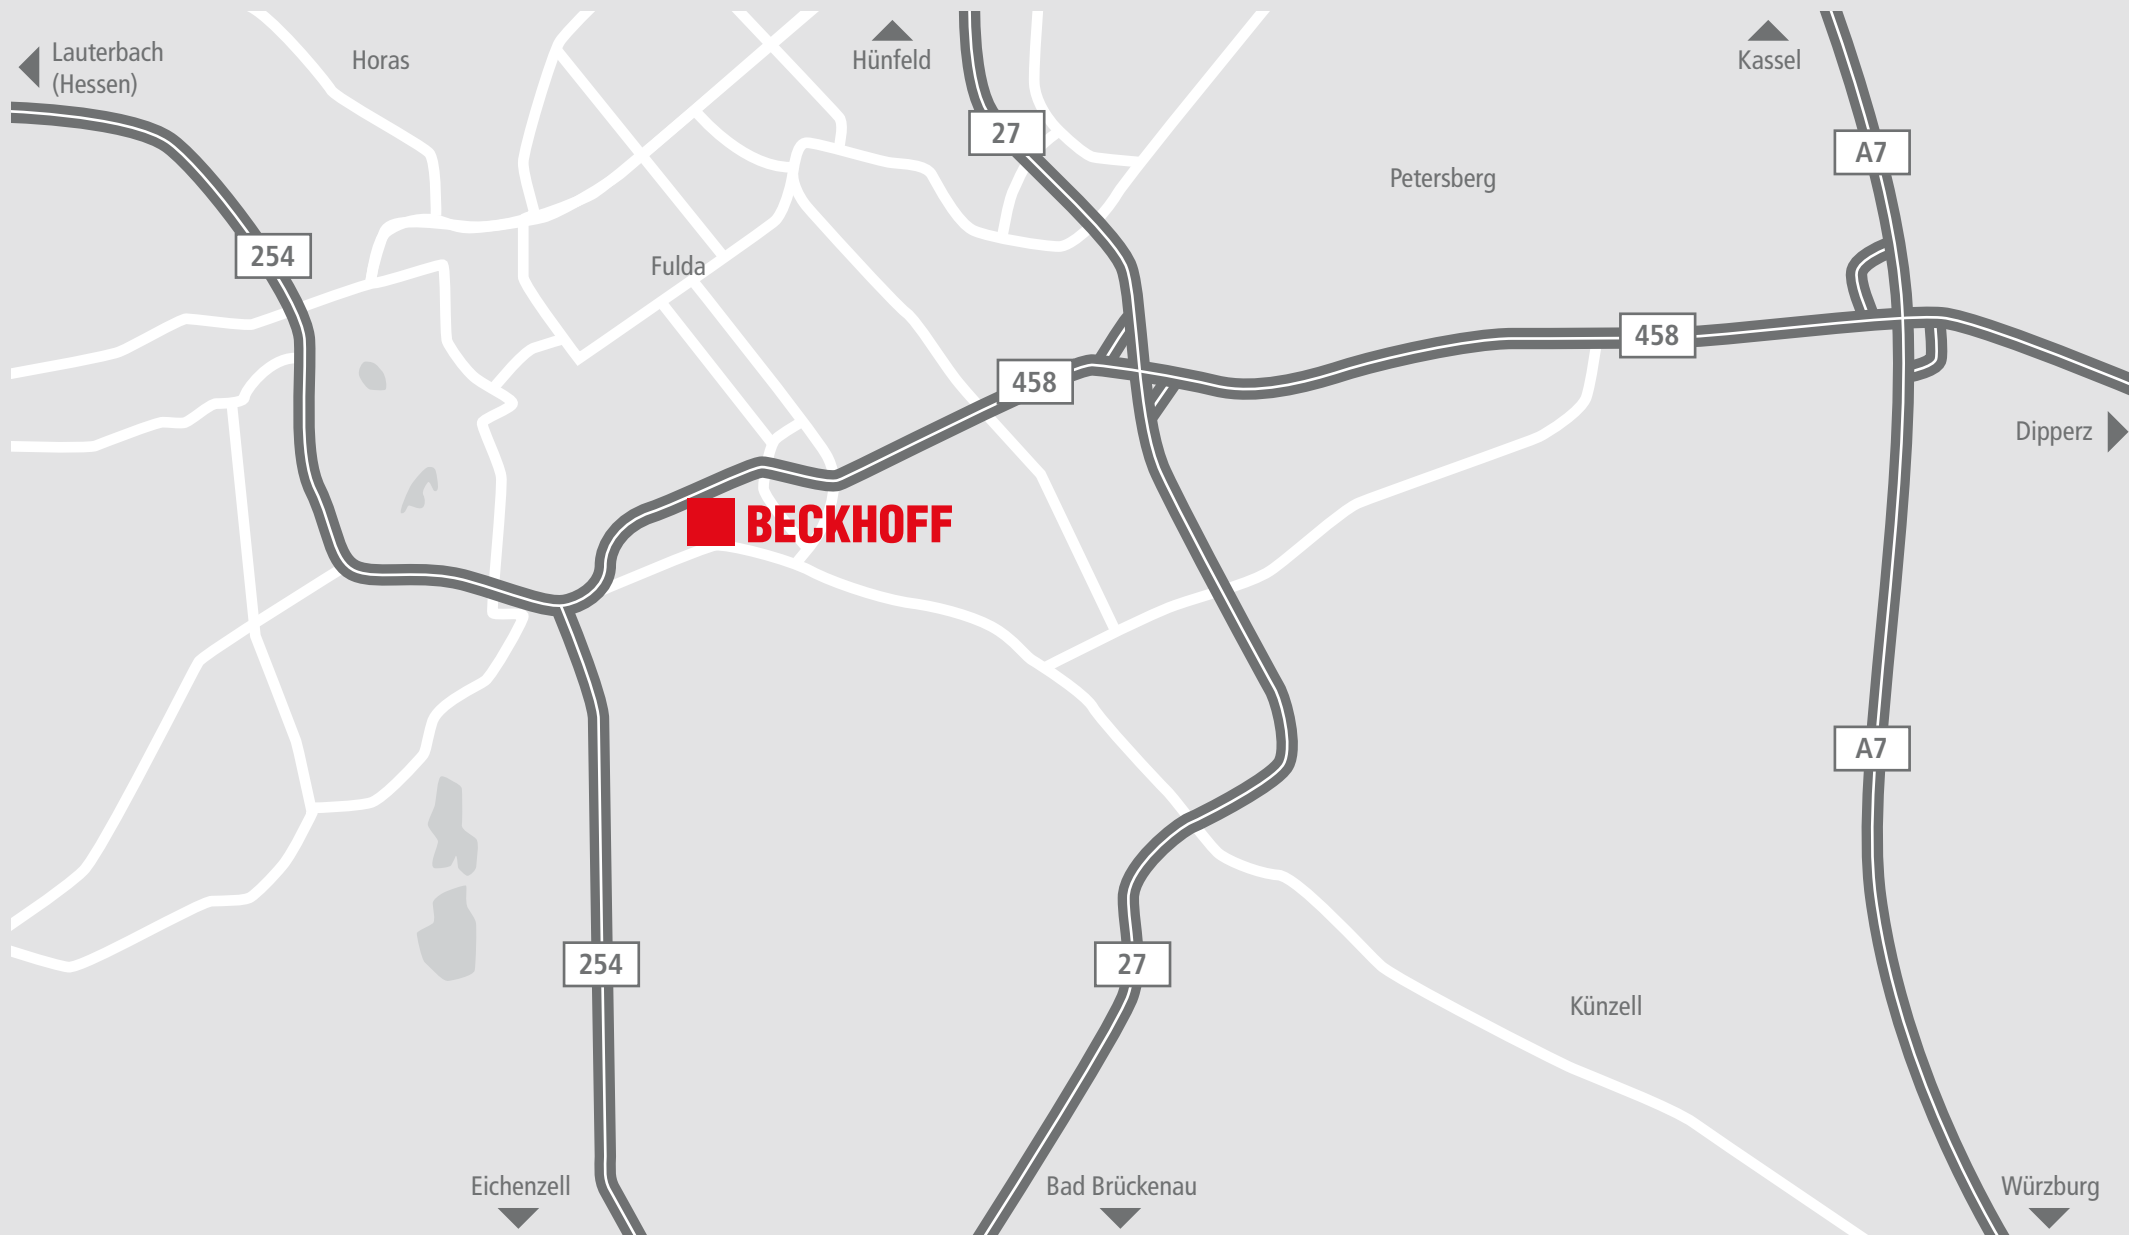 Lauterbach
(Hessen)
Horas
Hünfeld
Kassel
27
A7
Petersberg
254
Fulda
458
458
Dipperz
BECKHOFF
A7
254
27
Künzell
Eichenzell
Bad Brückenau
Würzburg